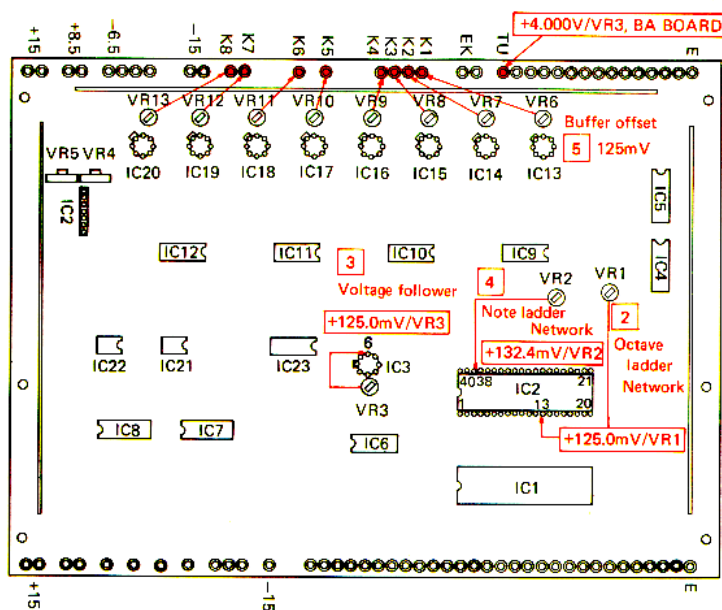 +15
+8.5
-6.5
-15
K8
K7
K6
K5
K4
K3
K2
K1
EK
TU
+4.000V/VR3, BA BOARD
E
VR13
VR12
VR11
VR10
VR9
VR8
VR7
VR6
Buffer offset
5 125mV
IC20
IC19
IC18
IC17
IC16
IC15
IC14
IC13
VR5
VR4
IC2
IC5
IC4
IC12
IC11
IC10
IC9
3
Voltage follower
+125.0mV/VR3
4
VR2
VR1
Note ladder
Network
2
Octave
ladder
Network
+132.4mV/VR2
IC22
IC21
IC23
6
IC3
VR3
4038
21
IC2
1
13
20
+125.0mV/VR1
IC8
IC7
IC6
IC1
+15
-15
E